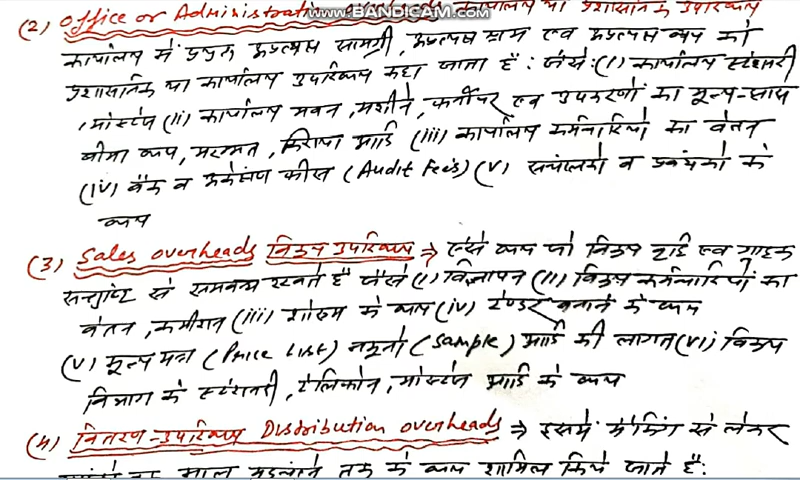 www.BANDICAM.com
(2) Office or Administration overheads कार्यालय या प्रशासनिक उपरिव्यय
कार्यालय में प्रयुक्त अप्रत्यक्ष सामग्री, अप्रत्यक्ष श्रम एवं अप्रत्यक्ष व्यय को
प्रशासनिक या कार्यालय उपरिव्यय कहा जाता है: जैसे: (i) कार्यालय स्टेशनरी
, पोस्टेज (ii) कार्यालय भवन, मशीन, फर्नीचर एवं उपकरणों का मूल्य-ह्रास
बीमा व्यय, मरम्मत, किराया आदि (iii) कार्यालय कर्मचारियों का वेतन
(iv) बैंक व अंकेक्षण फीस (Audit Fees) (v) संचालकों व प्रबंधकों के
व्यय
(3) Sales overheads विक्रय उपरिव्यय ⇒ ऐसे व्यय जो विक्रय वृद्धि एवं ग्राहक
सन्तुष्टि से सम्बन्ध रखते है जैसे (i) विज्ञापन (ii) विक्रय कर्मचारियों का
वेतन, कमीशन (iii) शोरूम के व्यय (iv) टेण्डर बनाने के व्यय
(v) मूल्य सूची (Price List) नमूनों (Sample) आदि की लागत (vi) विक्रय
विभाग के स्टेशनरी, टेलिफोन, पोस्टेज आदि के व्यय
(4) वितरण-उपरिव्यय Distribution overheads ⇒ इसमें पैकिंग से लेकर
माल पहुँचाने तक के व्यय शामिल किये जाते है: